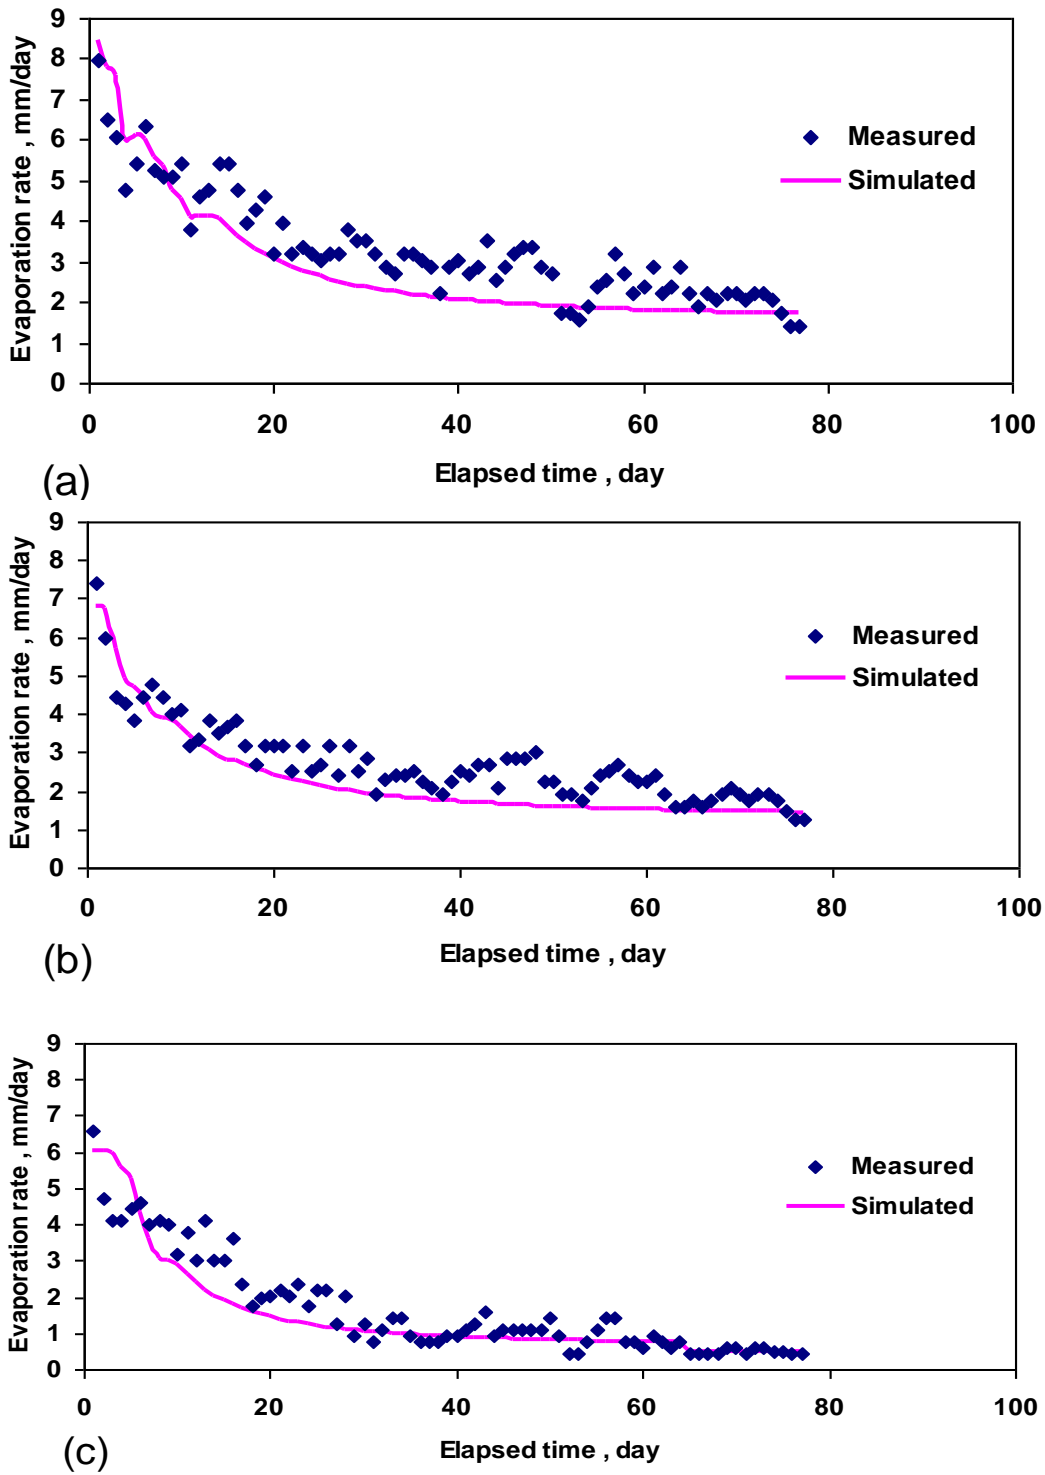 9
8
7
6
5
4
3
2
1
0
Evaporation rate , mm/day
Measured
Simulated
0 20 40 60 80 100
Elapsed time , day
(a)
9
8
7
6
5
4
3
2
1
0
Evaporation rate , mm/day
Measured
Simulated
0 20 40 60 80 100
Elapsed time , day
(b)
9
8
7
6
5
4
3
2
1
0
Evaporation rate , mm/day
Measured
Simulated
0 20 40 60 80 100
Elapsed time , day
(c)